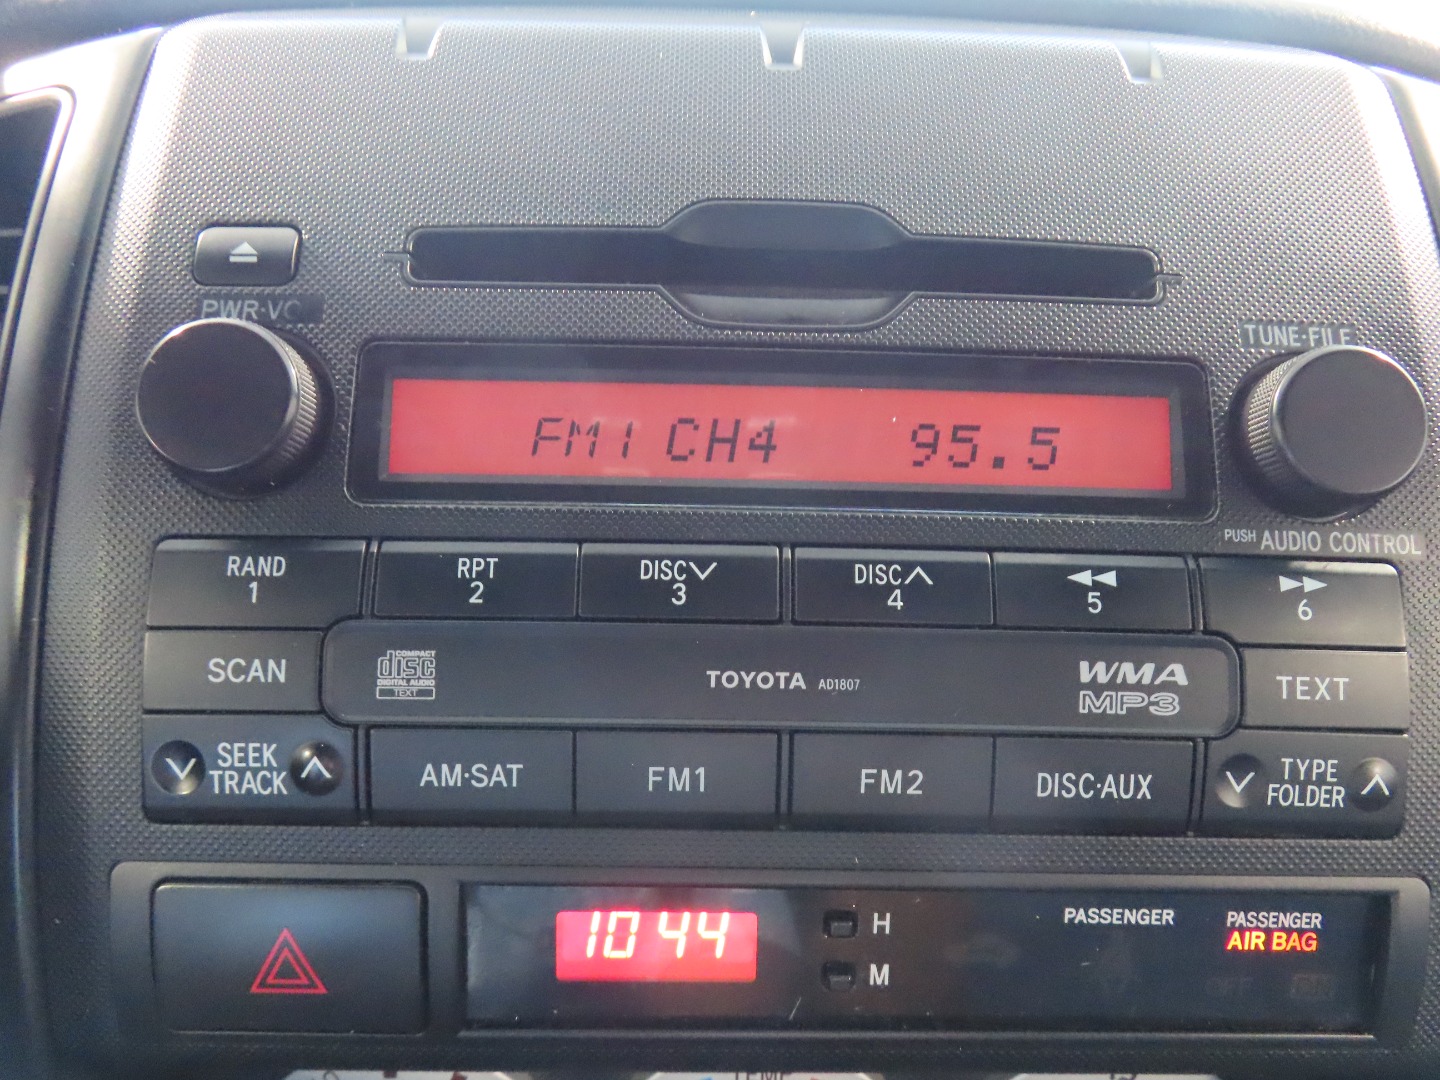 PWR·VO
TUNE·FILE
FM1 CH4 95.5
PUSH AUDIO CONTROL
RAND
1
RPT
2
DISC
3
DISC
4
5
6
SCAN
COMPACT
disc
DIGITAL AUDIO
TEXT
TOYOTA AD1807
WMA
MP3
TEXT
SEEK
TRACK
AM·SAT
FM1
FM2
DISC·AUX
TYPE
FOLDER
10 44
H
M
PASSENGER
PASSENGER
AIR BAG
TEMP